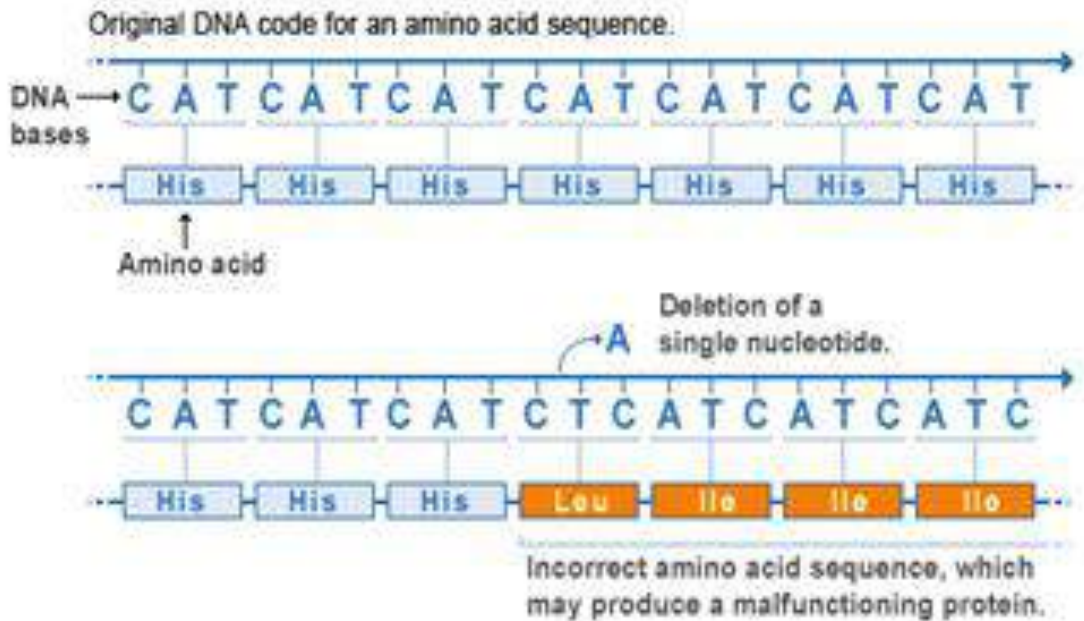 Original DNA code for an amino acid sequence.
DNA bases
C A T C A T C A T C A T C A T C A T C A T
His His His His His His His
Amino acid
Deletion of a
single nucleotide.
A
C A T C A T C A T C T C A T C A T C A T C
His His His Leu Ile Ile Ile
Incorrect amino acid sequence, which
may produce a malfunctioning protein.